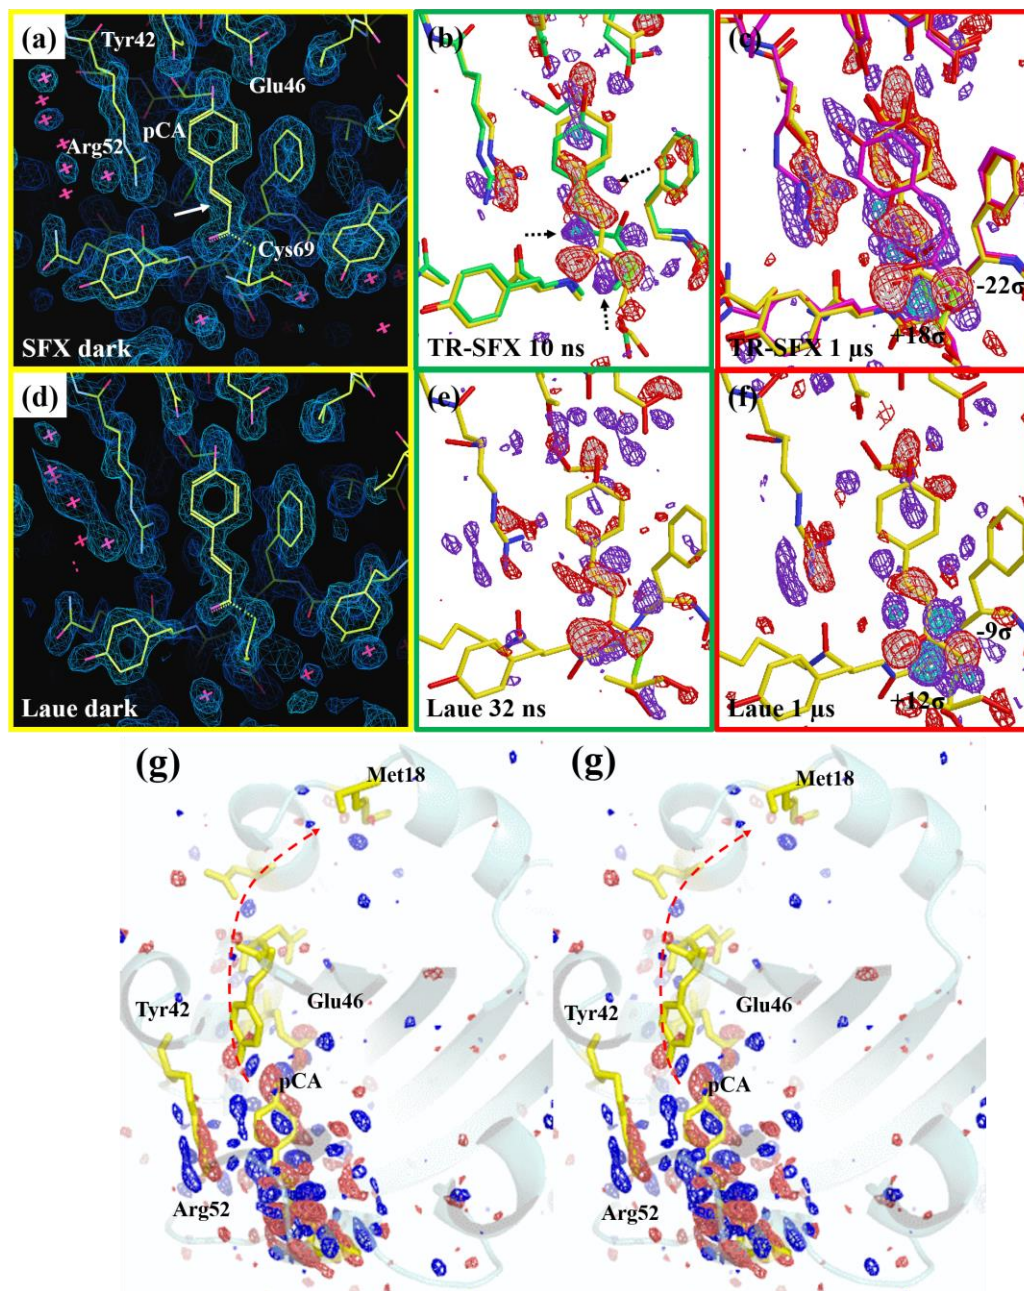 (a)
Tyr42
Glu46
pCA
Arg52
Cys69
SFX dark
(b)
TR-SFX 10 ns
(c)
-22σ
+18σ
TR-SFX 1 µs
(d)
Laue dark
(e)
Laue 32 ns
(f)
-9σ
+12σ
Laue 1 µs
(g)
Met18
Glu46
Tyr42
pCA
Arg52
(g)
Met18
Glu46
Tyr42
pCA
Arg52